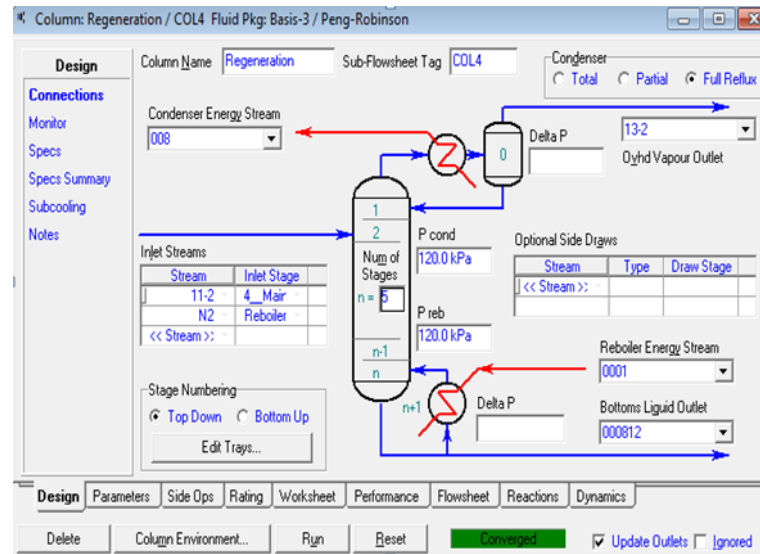 Column: Regeneration / COL4 Fluid Pkg: Basis-3 / Peng-Robinson
Design
Connections
Monitor
Specs
Specs Summary
Subcooling
Notes
Column Name Regeneration Sub-Flowsheet Tag COL4
Condenser
Total Partial Full Reflux
Condenser Energy Stream
008
0
Delta P
13-2
Ovhd Vapour Outlet
1
2
Num of
Stages
n = 5
n-1
n
n+1
P cond
120.0 kPa
P reb
120.0 kPa
Inlet Streams
Stream Inlet Stage
11-2 4__Main
N2 Reboiler
<< Stream >>
Optional Side Draws
Stream Type Draw Stage
<< Stream >>
Stage Numbering
Top Down Bottom Up
Edit Trays...
Delta P
Reboiler Energy Stream
0001
Bottoms Liquid Outlet
000812
Design Parameters Side Ops Rating Worksheet Performance Flowsheet Reactions Dynamics
Delete Column Environment... Run Reset Converged Update Outlets Ignored